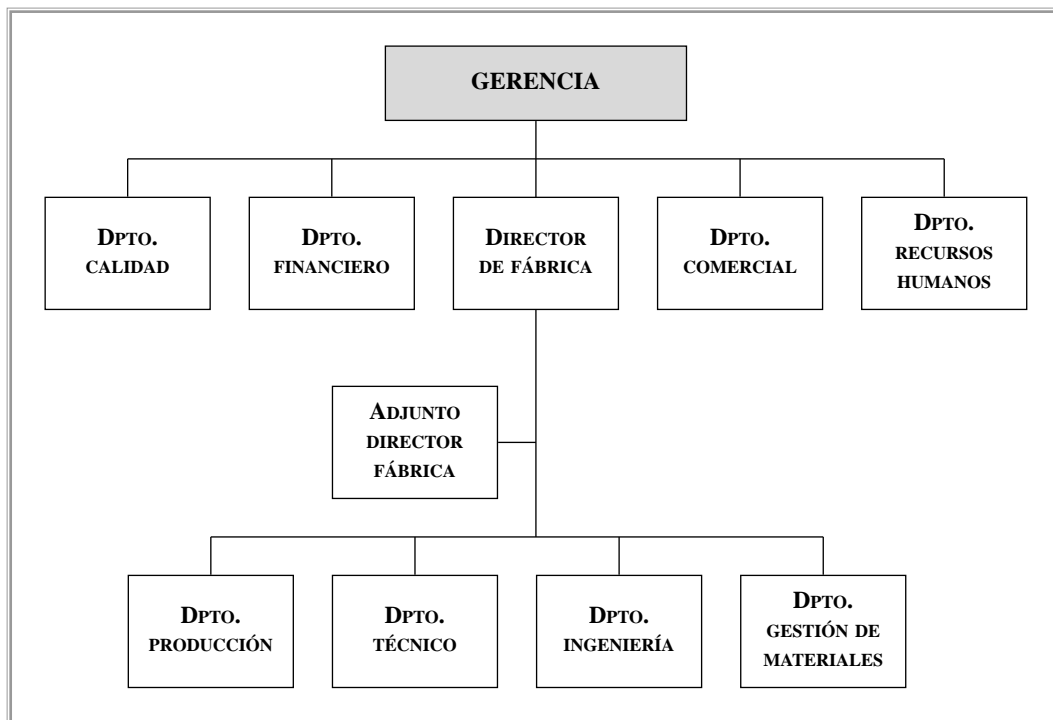 GERENCIA
DPTO.
CALIDAD
DPTO.
FINANCIERO
DIRECTOR
DE FÁBRICA
DPTO.
COMERCIAL
DPTO.
RECURSOS
HUMANOS
ADJUNTO
DIRECTOR
FÁBRICA
DPTO.
PRODUCCIÓN
DPTO.
TÉCNICO
DPTO.
INGENIERÍA
DPTO.
GESTIÓN DE
MATERIALES